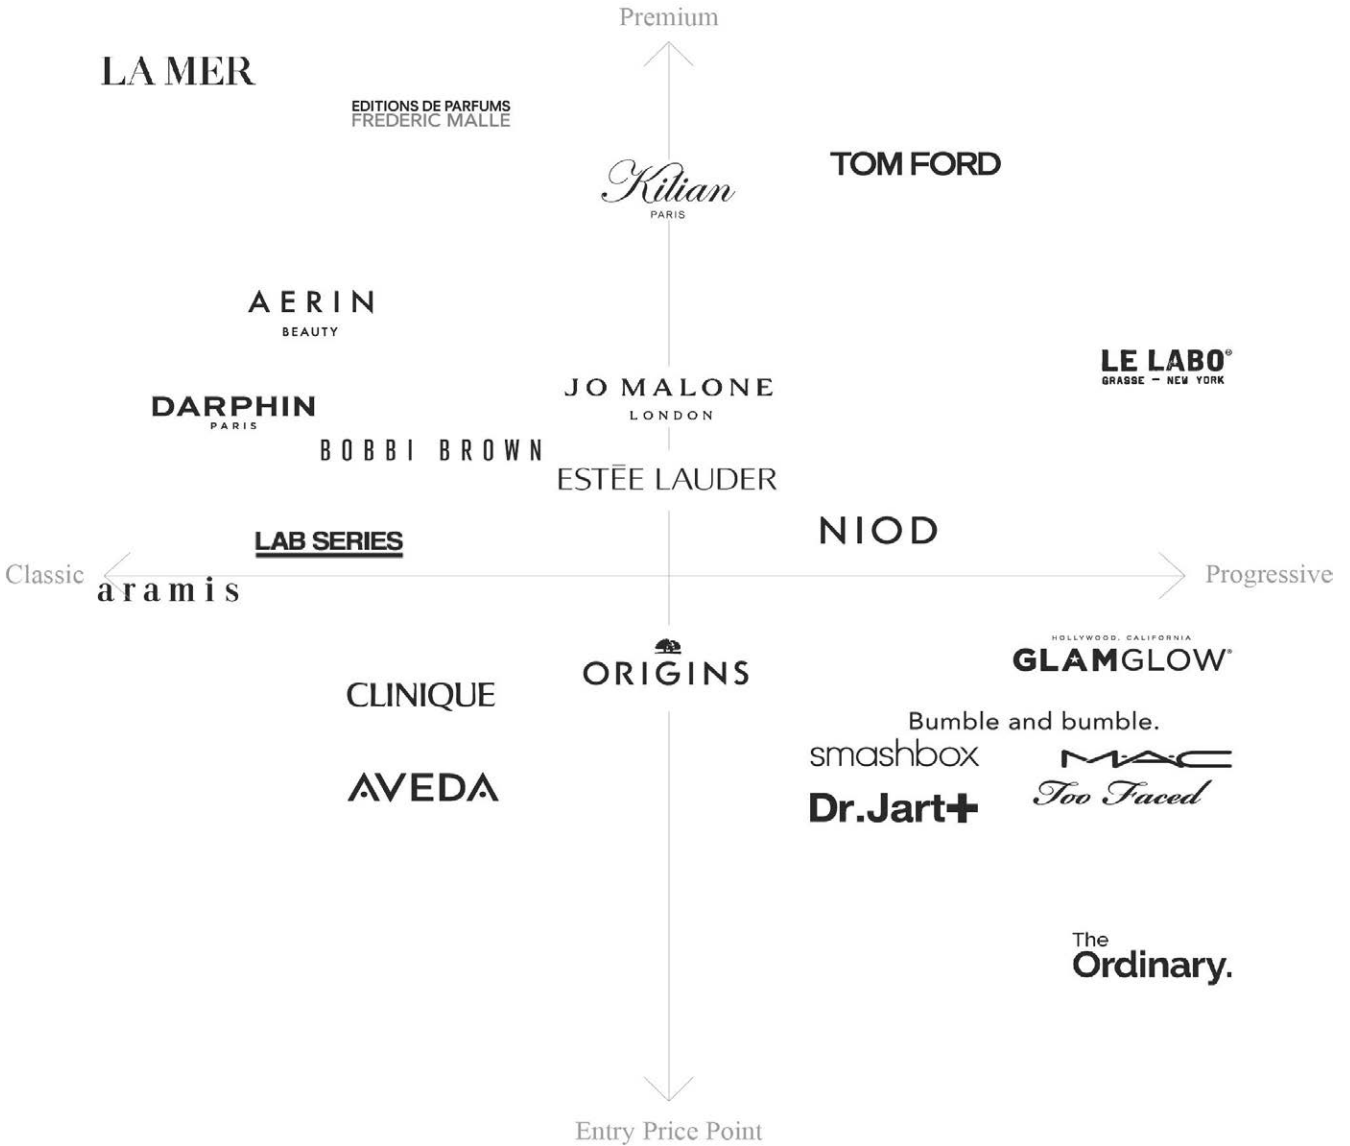 Premium
LA MER
EDITIONS DE PARFUMS
FREDERIC MALLE
TOM FORD
Kilian
PARIS
AERIN
BEAUTY
LE LABO®
GRASSE — NEW YORK
JO MALONE
LONDON
DARPHIN
PARIS
BOBBI BROWN
ESTĒE LAUDER
NIOD
LAB SERIES
Classic
Progressive
aramis
HOLLYWOOD, CALIFORNIA
GLAMGLOW®
ORIGINS
CLINIQUE
Bumble and bumble.
smashbox
MAC
AVEDA
Too Faced
Dr.Jart+
The
Ordinary.
Entry Price Point